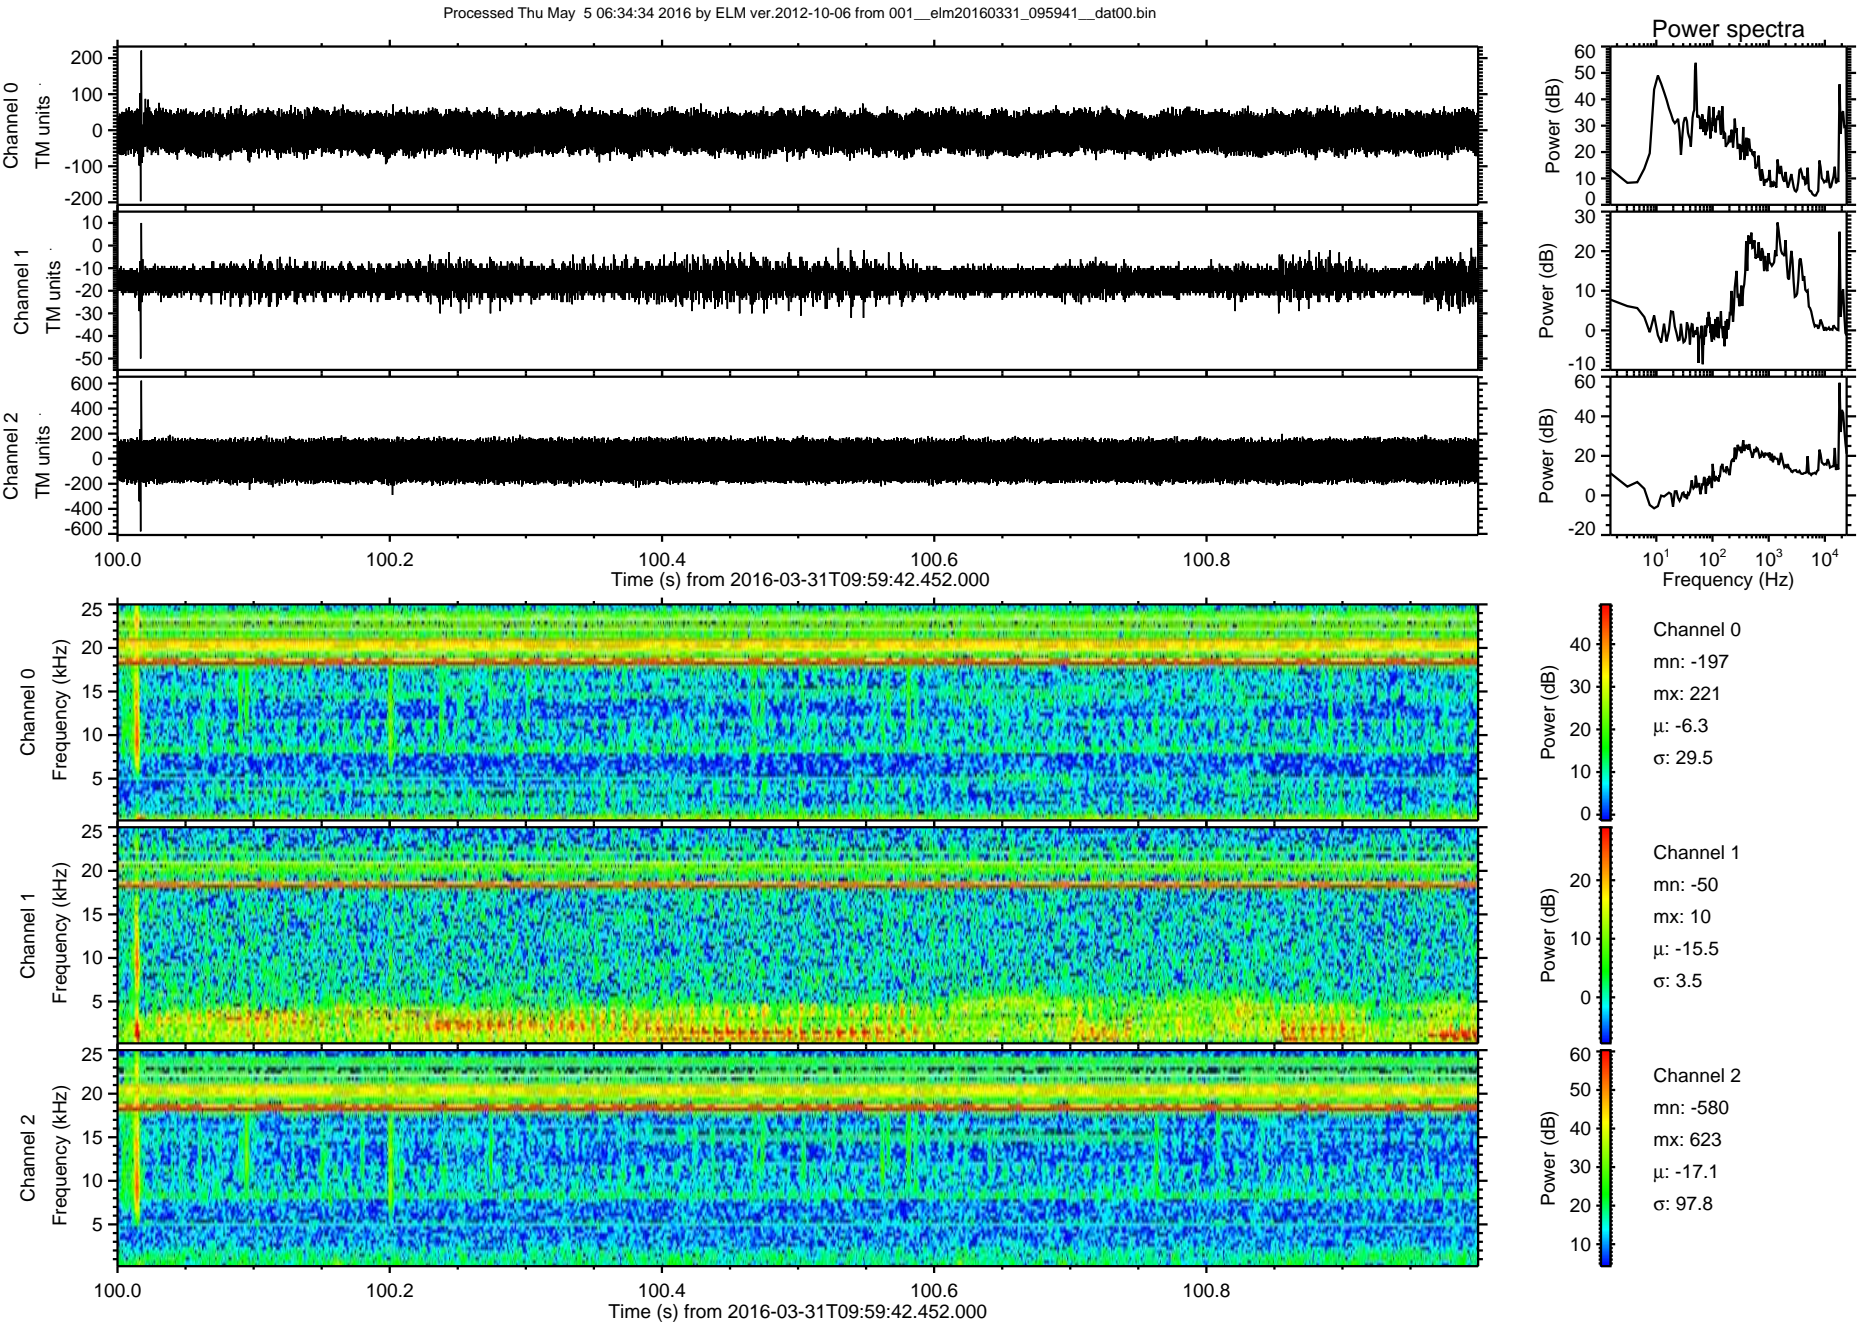 Processed Thu May 5 06:34:34 2016 by ELM ver.2012-10-06 from 001__elm20160331_095941__dat00.bin
Power spectra
Channel 0
TM units
200
100
0
-100
-200
Power (dB)
60
50
40
30
20
10
0
Channel 1
TM units
10
0
-10
-20
-30
-40
-50
Power (dB)
30
20
10
0
-10
Channel 2
TM units
600
400
200
0
-200
-400
-600
Power (dB)
60
40
20
0
-20
100.0 100.2 100.4 100.6 100.8
Time (s) from 2016-03-31T09:59:42.452.000
10^1 10^2 10^3 10^4
Frequency (Hz)
Channel 0
Frequency (kHz)
25
20
15
10
5
Power (dB)
40
30
20
10
0
Channel 0
mn: -197
mx: 221
μ: -6.3
σ: 29.5
Channel 1
Frequency (kHz)
25
20
15
10
5
Power (dB)
20
10
0
Channel 1
mn: -50
mx: 10
μ: -15.5
σ: 3.5
Channel 2
Frequency (kHz)
25
20
15
10
5
Power (dB)
60
50
40
30
20
10
Channel 2
mn: -580
mx: 623
μ: -17.1
σ: 97.8
100.0 100.2 100.4 100.6 100.8
Time (s) from 2016-03-31T09:59:42.452.000